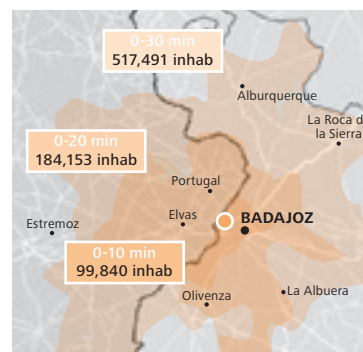 0-30 min
517,491 inhab
Alburquerque
La Roca d
la Sierra
0-20 min
184,153 inhab
Portugal
Estremoz
Elvas
BADAJOZ
0-10 min
99,840 inhab
Olivenza
La Albuera